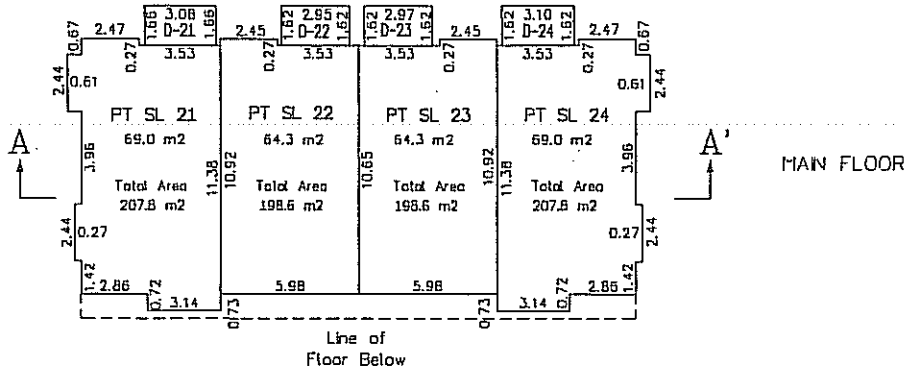 3.08 2.95 2.97 3.10
D-21 D-22 D-23 D-24
1.66 1.66 1.62 1.62 1.62 1.62 1.62 1.62
0.67 2.47 0.27 3.53 2.45 0.27 3.53 3.53 0.27 2.45 3.53 0.27 2.47 0.67
2.44 0.61 0.61 2.44
PT SL 21 PT SL 22 PT SL 23 PT SL 24
69.0 m2 64.3 m2 64.3 m2 69.0 m2
A A'
MAIN FLOOR
3.96 11.38 10.92 10.65 10.92 11.38 3.96
Total Area Total Area Total Area Total Area
207.8 m2 198.6 m2 198.6 m2 207.8 m2
2.44 0.27 0.27 2.44
1.42 2.86 0.72 3.14 0.73 5.98 5.98 0.73 3.14 0.72 2.86 1.42
Line of
Floor Below